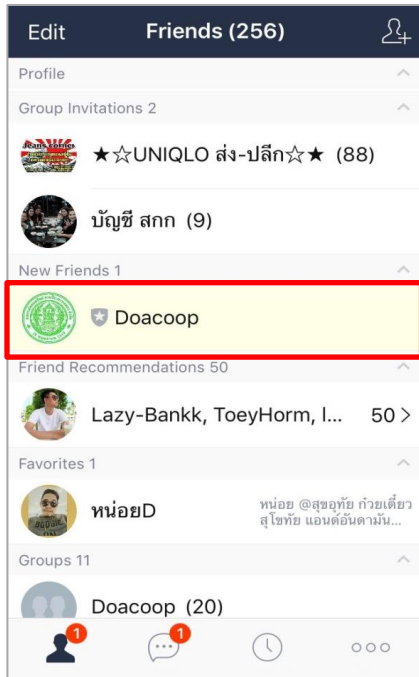 Edit Friends (256)
Profile
Group Invitations 2
Jeans corner
★☆UNIQLO ส่ง-ปลีก☆★ (88)
บัญชี สกก (9)
New Friends 1
Doacoop
Friend Recommendations 50
Lazy-Bankk, ToeyHorm, l... 50 >
Favorites 1
หน่อยD
หน่อย @สุขอุทัย ก๋วยเตี๋ยว
สุโขทัย แอนด์อันดามัน...
Groups 11
Doacoop (20)
1
1